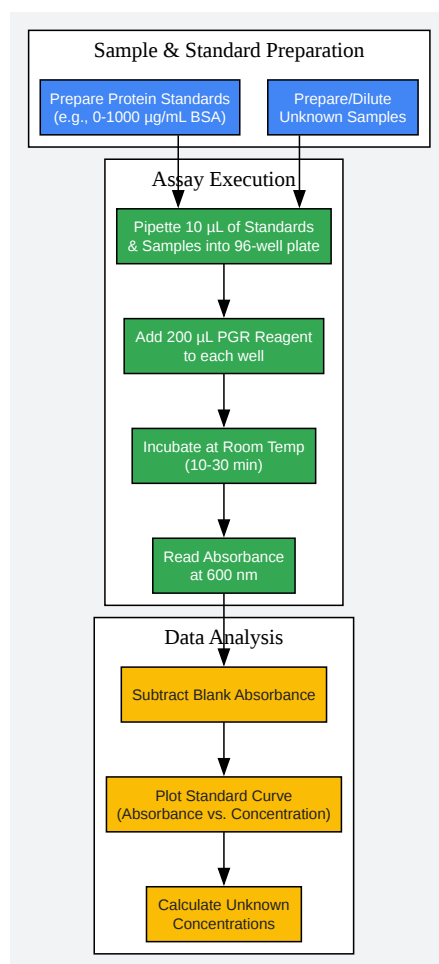 Sample & Standard Preparation
Prepare Protein Standards
(e.g., 0-1000 µg/mL BSA)
Prepare/Dilute
Unknown Samples
Assay Execution
Pipette 10 µL of Standards
& Samples into 96-well plate
Add 200 µL PGR Reagent
to each well
Incubate at Room Temp
(10-30 min)
Read Absorbance
at 600 nm
Data Analysis
Subtract Blank Absorbance
Plot Standard Curve
(Absorbance vs. Concentration)
Calculate Unknown
Concentrations